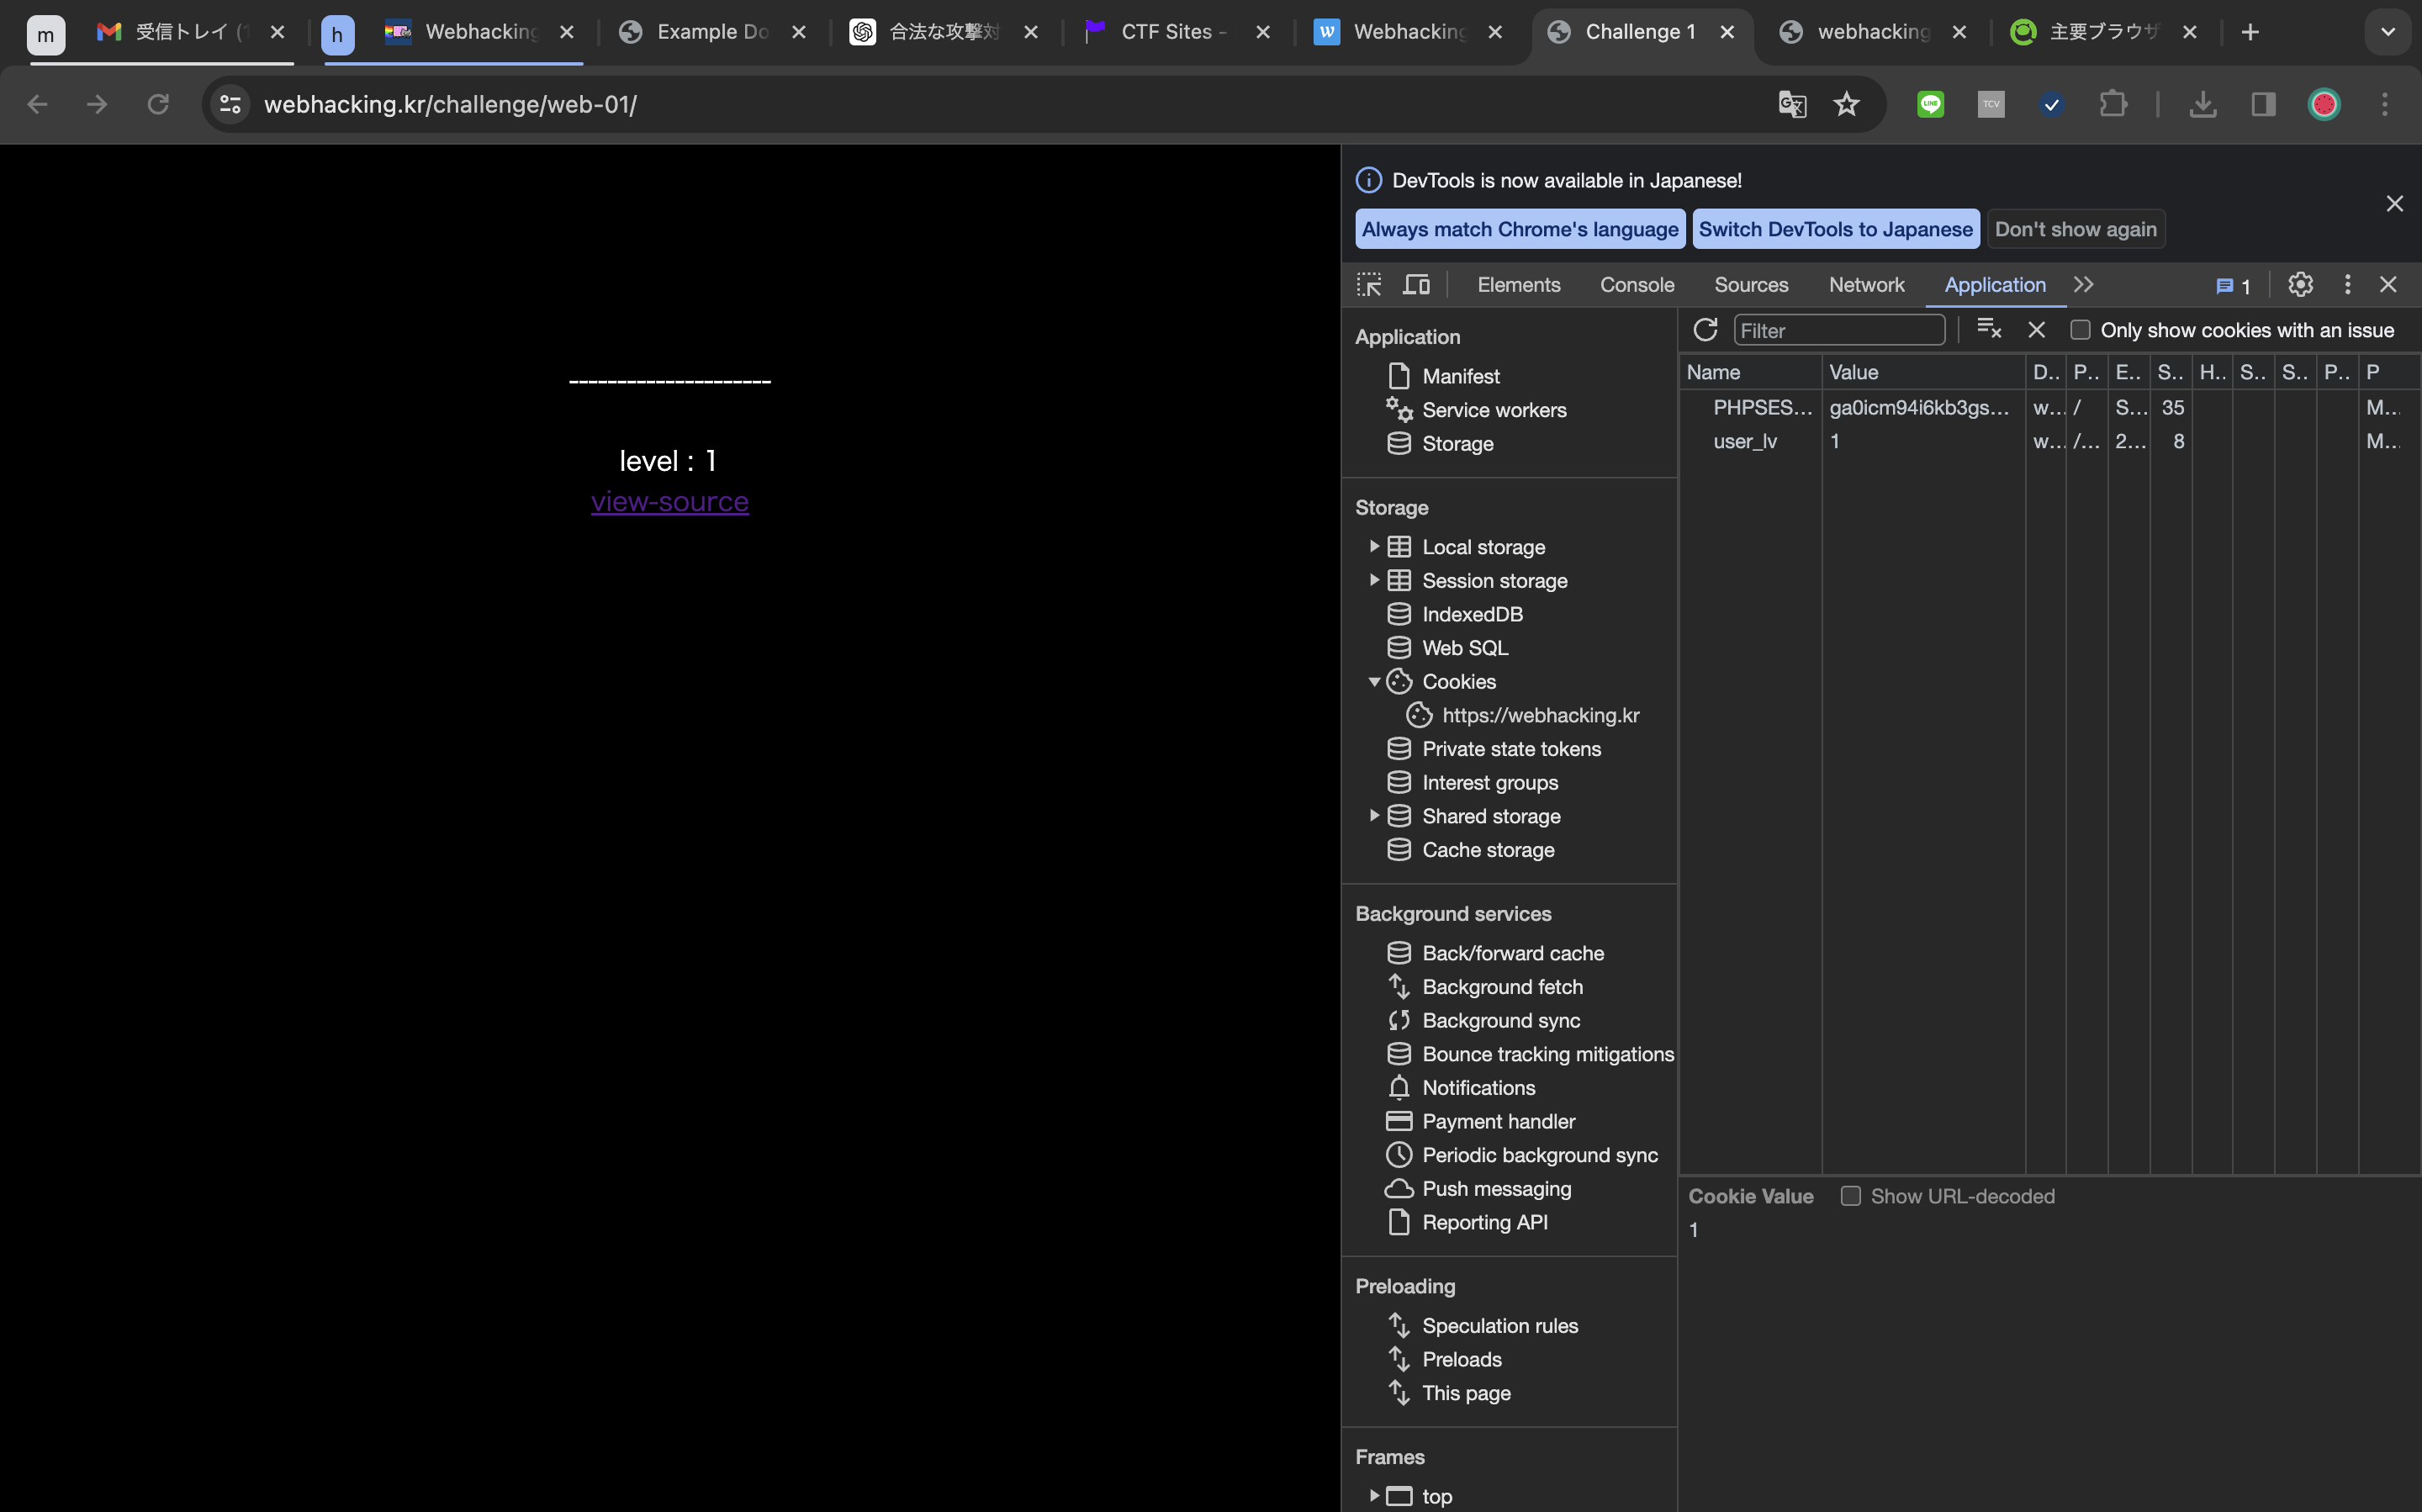 m
受信トレイ (1
h
Webhacking
Example Do
合法な攻撃対
CTF Sites -
Webhacking
Challenge 1
webhacking
主要ブラウザ
webhacking.kr/challenge/web-01/
TCV
---------------------
level : 1
view-source
DevTools is now available in Japanese!
Always match Chrome's language
Switch DevTools to Japanese
Don't show again
Elements
Console
Sources
Network
Application
1
Application
Manifest
Service workers
Storage
Storage
Local storage
Session storage
IndexedDB
Web SQL
Cookies
https://webhacking.kr
Private state tokens
Interest groups
Shared storage
Cache storage
Background services
Back/forward cache
Background fetch
Background sync
Bounce tracking mitigations
Notifications
Payment handler
Periodic background sync
Push messaging
Reporting API
Preloading
Speculation rules
Preloads
This page
Frames
top
Filter
Only show cookies with an issue
Name Value D.. P.. E.. S.. H.. S.. S.. P.. P
PHPSES... ga0icm94i6kb3gs... w... / S... 35 M...
user_lv 1 w... /... 2... 8 M...
Cookie Value
Show URL-decoded
1